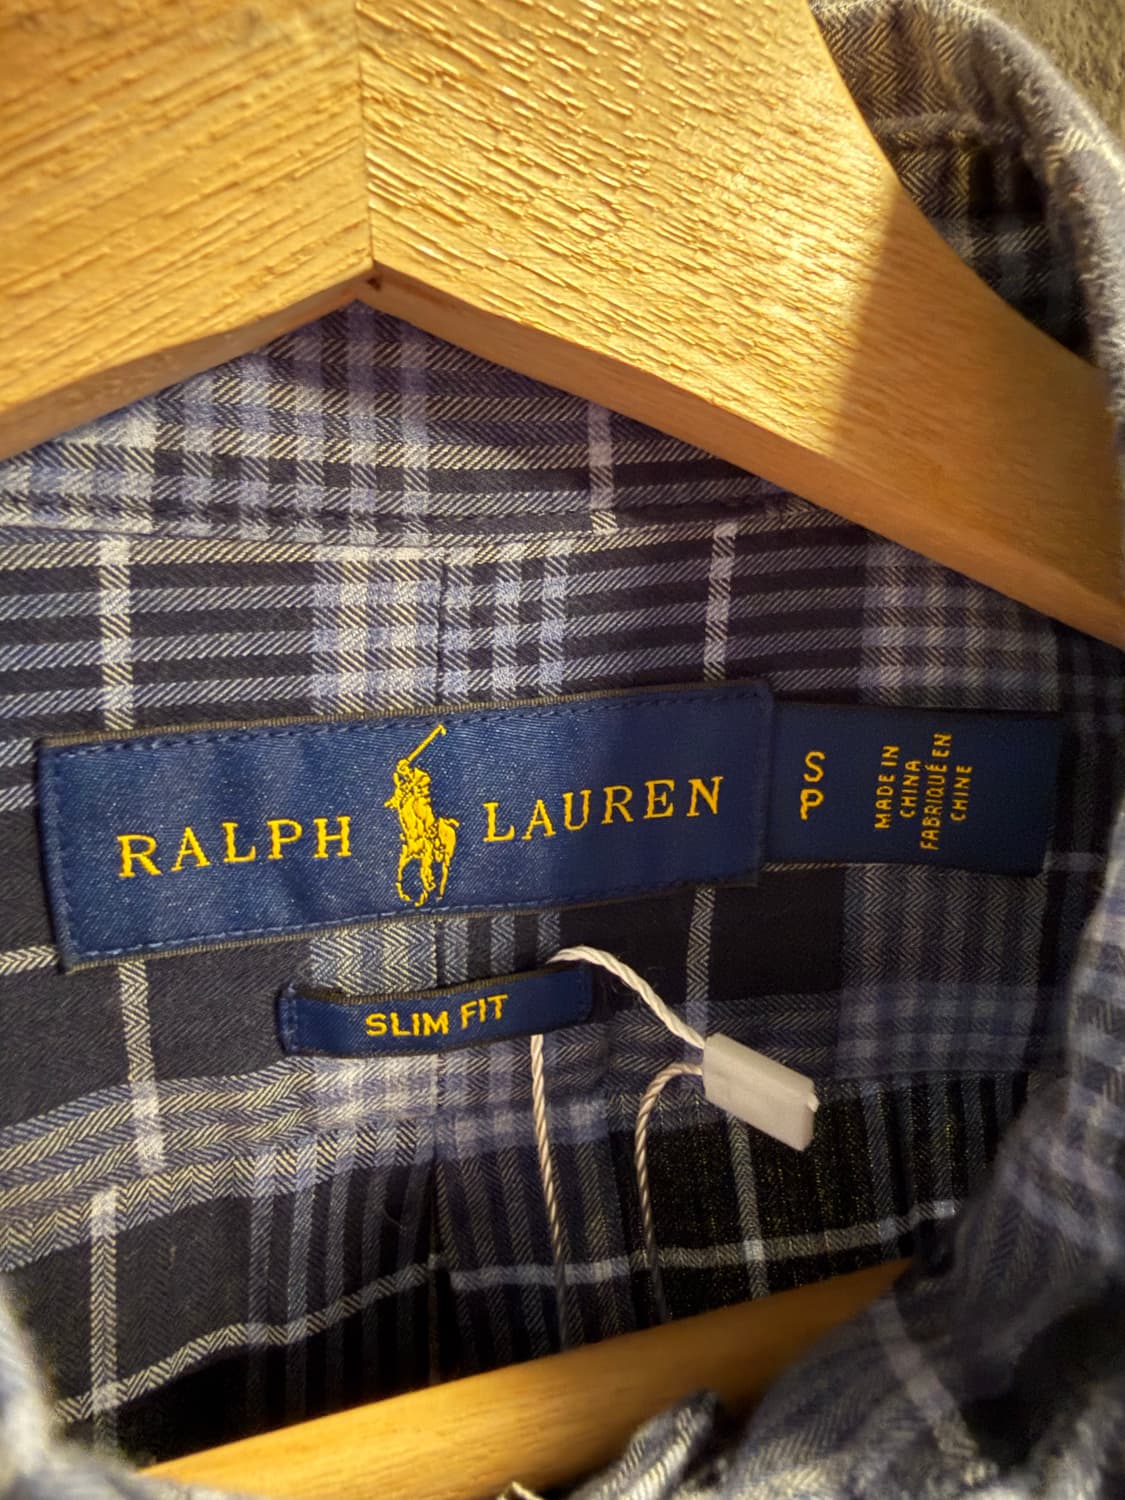 RALPH LAUREN
S
P
MADE IN
CHINA
FABRIQUÉ EN
CHINE
SLIM FIT